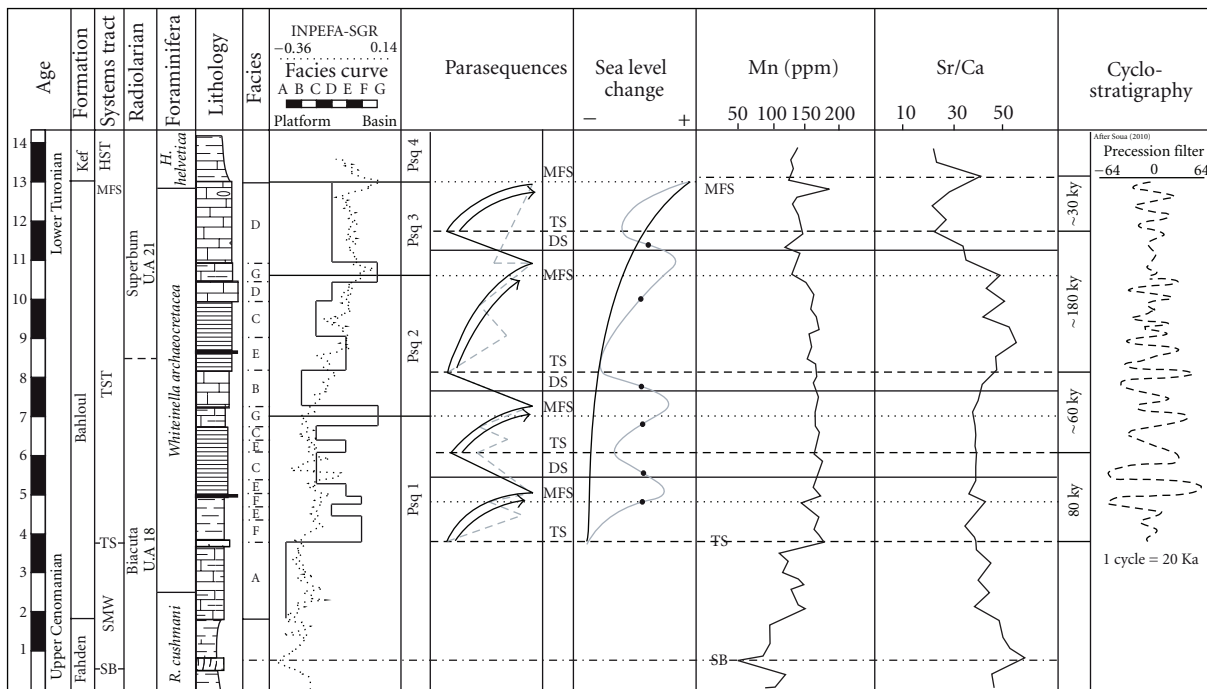 Age
Formation
Systems tract
Radiolarian
Foraminifera
Lithology
Facies
INPEFA-SGR
−0.36 0.14
Facies curve
A B C D E F G
Platform Basin
Parasequences
Sea level
change
− +
Mn (ppm)
50 100 150 200
Sr/Ca
10 30 50
Cyclo-
stratigraphy
After Soua (2010)
Precession filter
−64 0 64
14
13
12
11
10
9
8
7
6
5
4
3
2
1
Lower Turonian
Upper Cenomanian
Kef
Bahloul
Fahden
HST
MFS
TST
TS
SMW
SB
Superbum
U.A 21
Biacuta
U.A 18
H.
helvetica
Whiteinella archaeocretacea
R. cushmani
D
G
D
C
E
B
G
C
E
C
E
F
E
F
A
Psq 4
Psq 3
Psq 2
Psq 1
MFS
TS
DS
MFS
TS
DS
MFS
TS
DS
MFS
TS
MFS
TS
SB
~30 ky
~180 ky
~60 ky
80 ky
1 cycle = 20 Ka